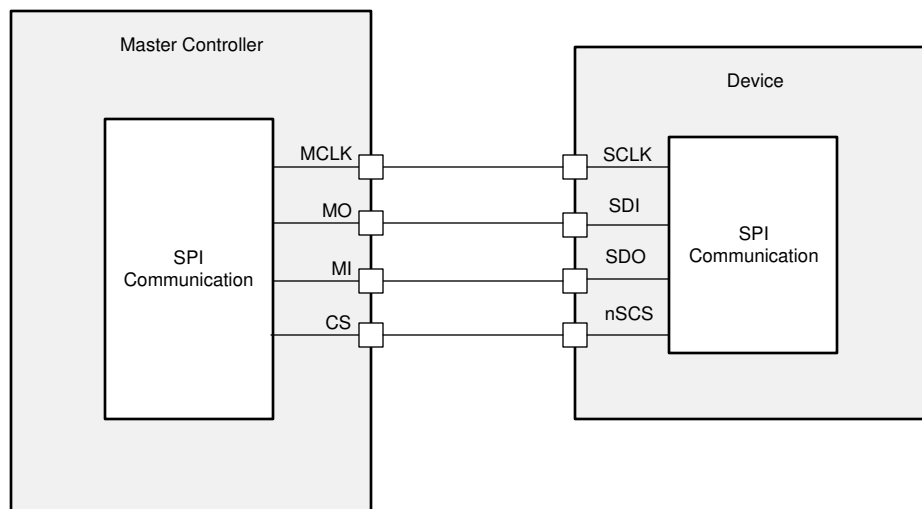 Master Controller
Device
MCLK
SCLK
MO
SDI
SPI
Communication
SPI
Communication
MI
SDO
CS
nSCS